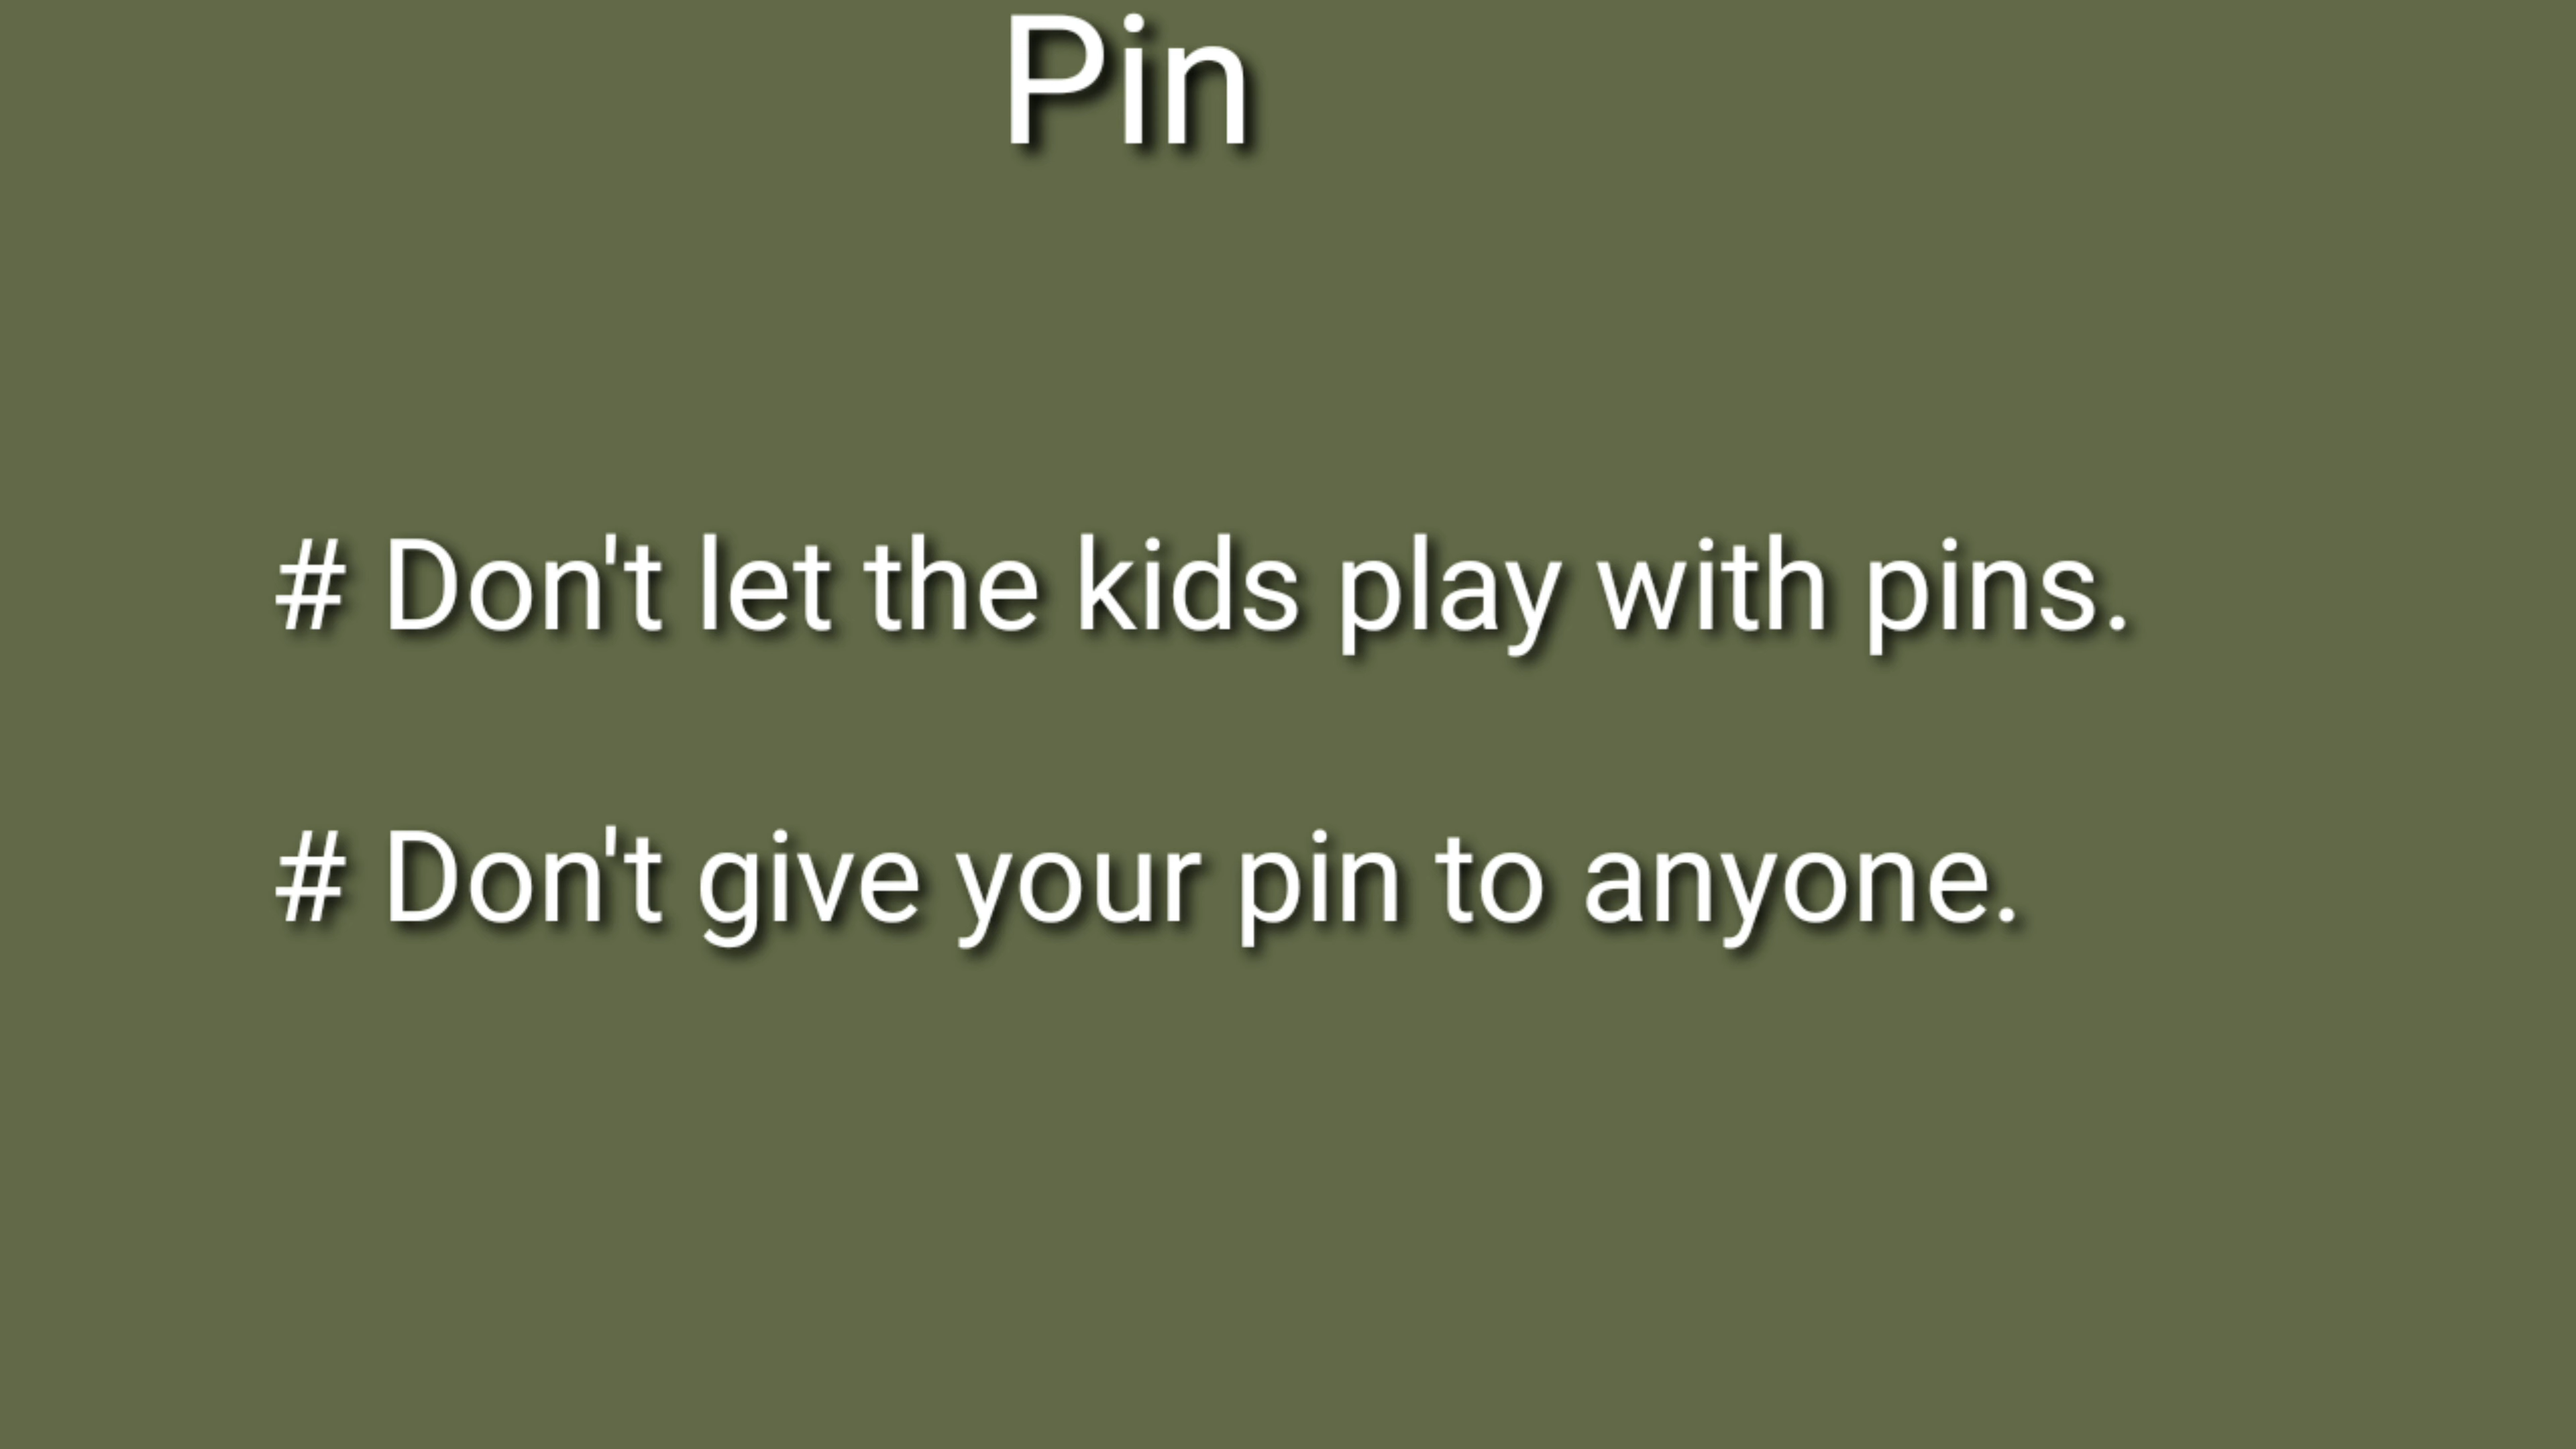 Pin
# Don't let the kids play with pins.
# Don't give your pin to anyone.